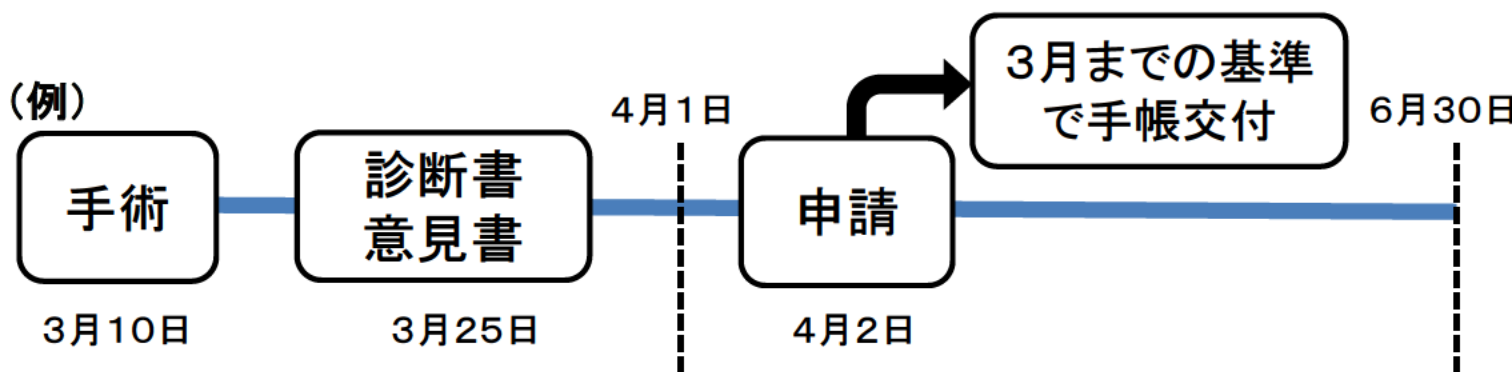 (例)
手術
3月10日
診断書
意見書
3月25日
4月1日
申請
4月2日
3月までの基準
で手帳交付
6月30日